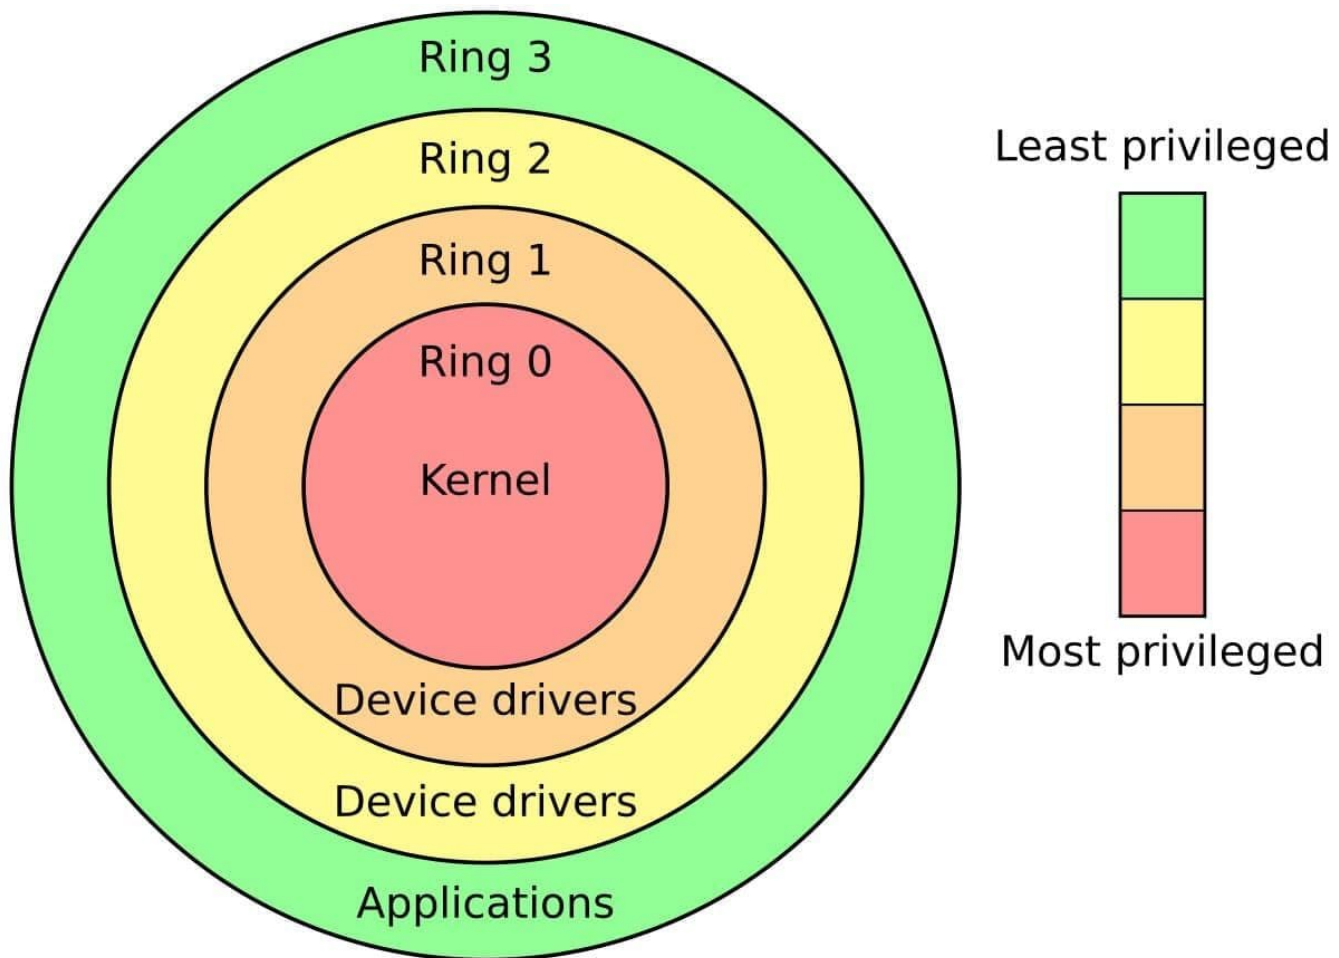 Ring 3
Ring 2
Ring 1
Ring 0
Kernel
Device drivers
Device drivers
Applications
Least privileged
Most privileged